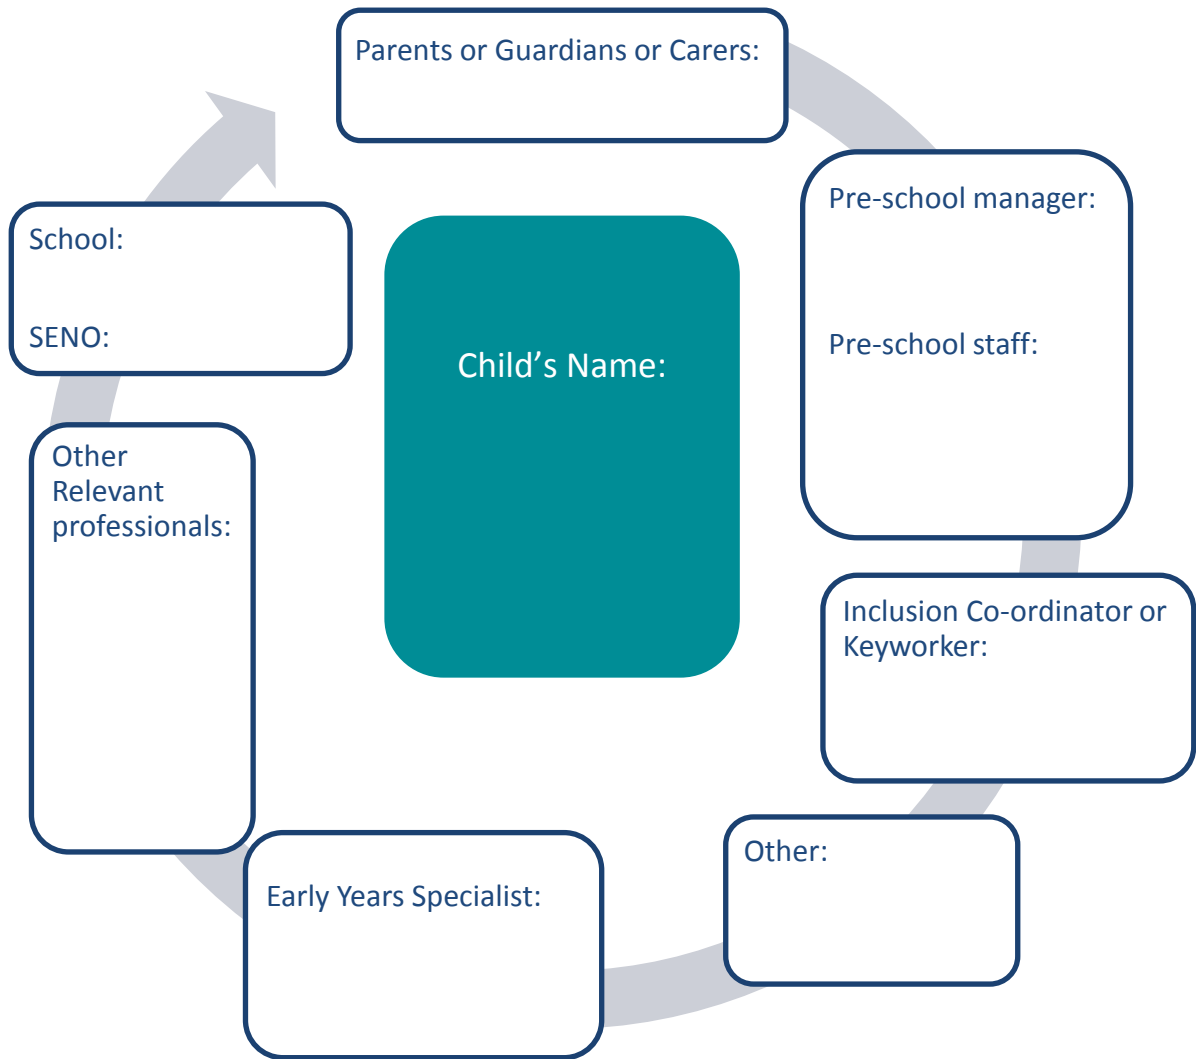 Parents or Guardians or Carers:
Pre-school manager:
Pre-school staff:
Inclusion Co-ordinator or
Keyworker:
Other:
Early Years Specialist:
Other
Relevant
professionals:
School:
SENO:
Child’s Name: